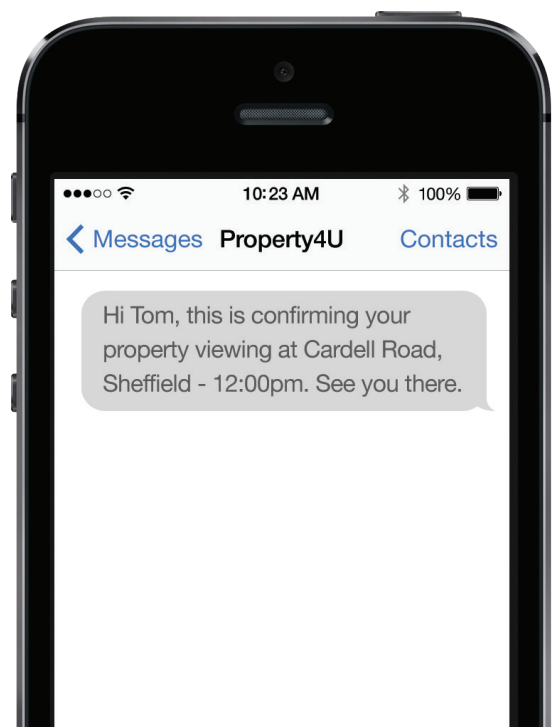 10:23 AM 100%
Messages Property4U Contacts
Hi Tom, this is confirming your
property viewing at Cardell Road,
Sheffield - 12:00pm. See you there.